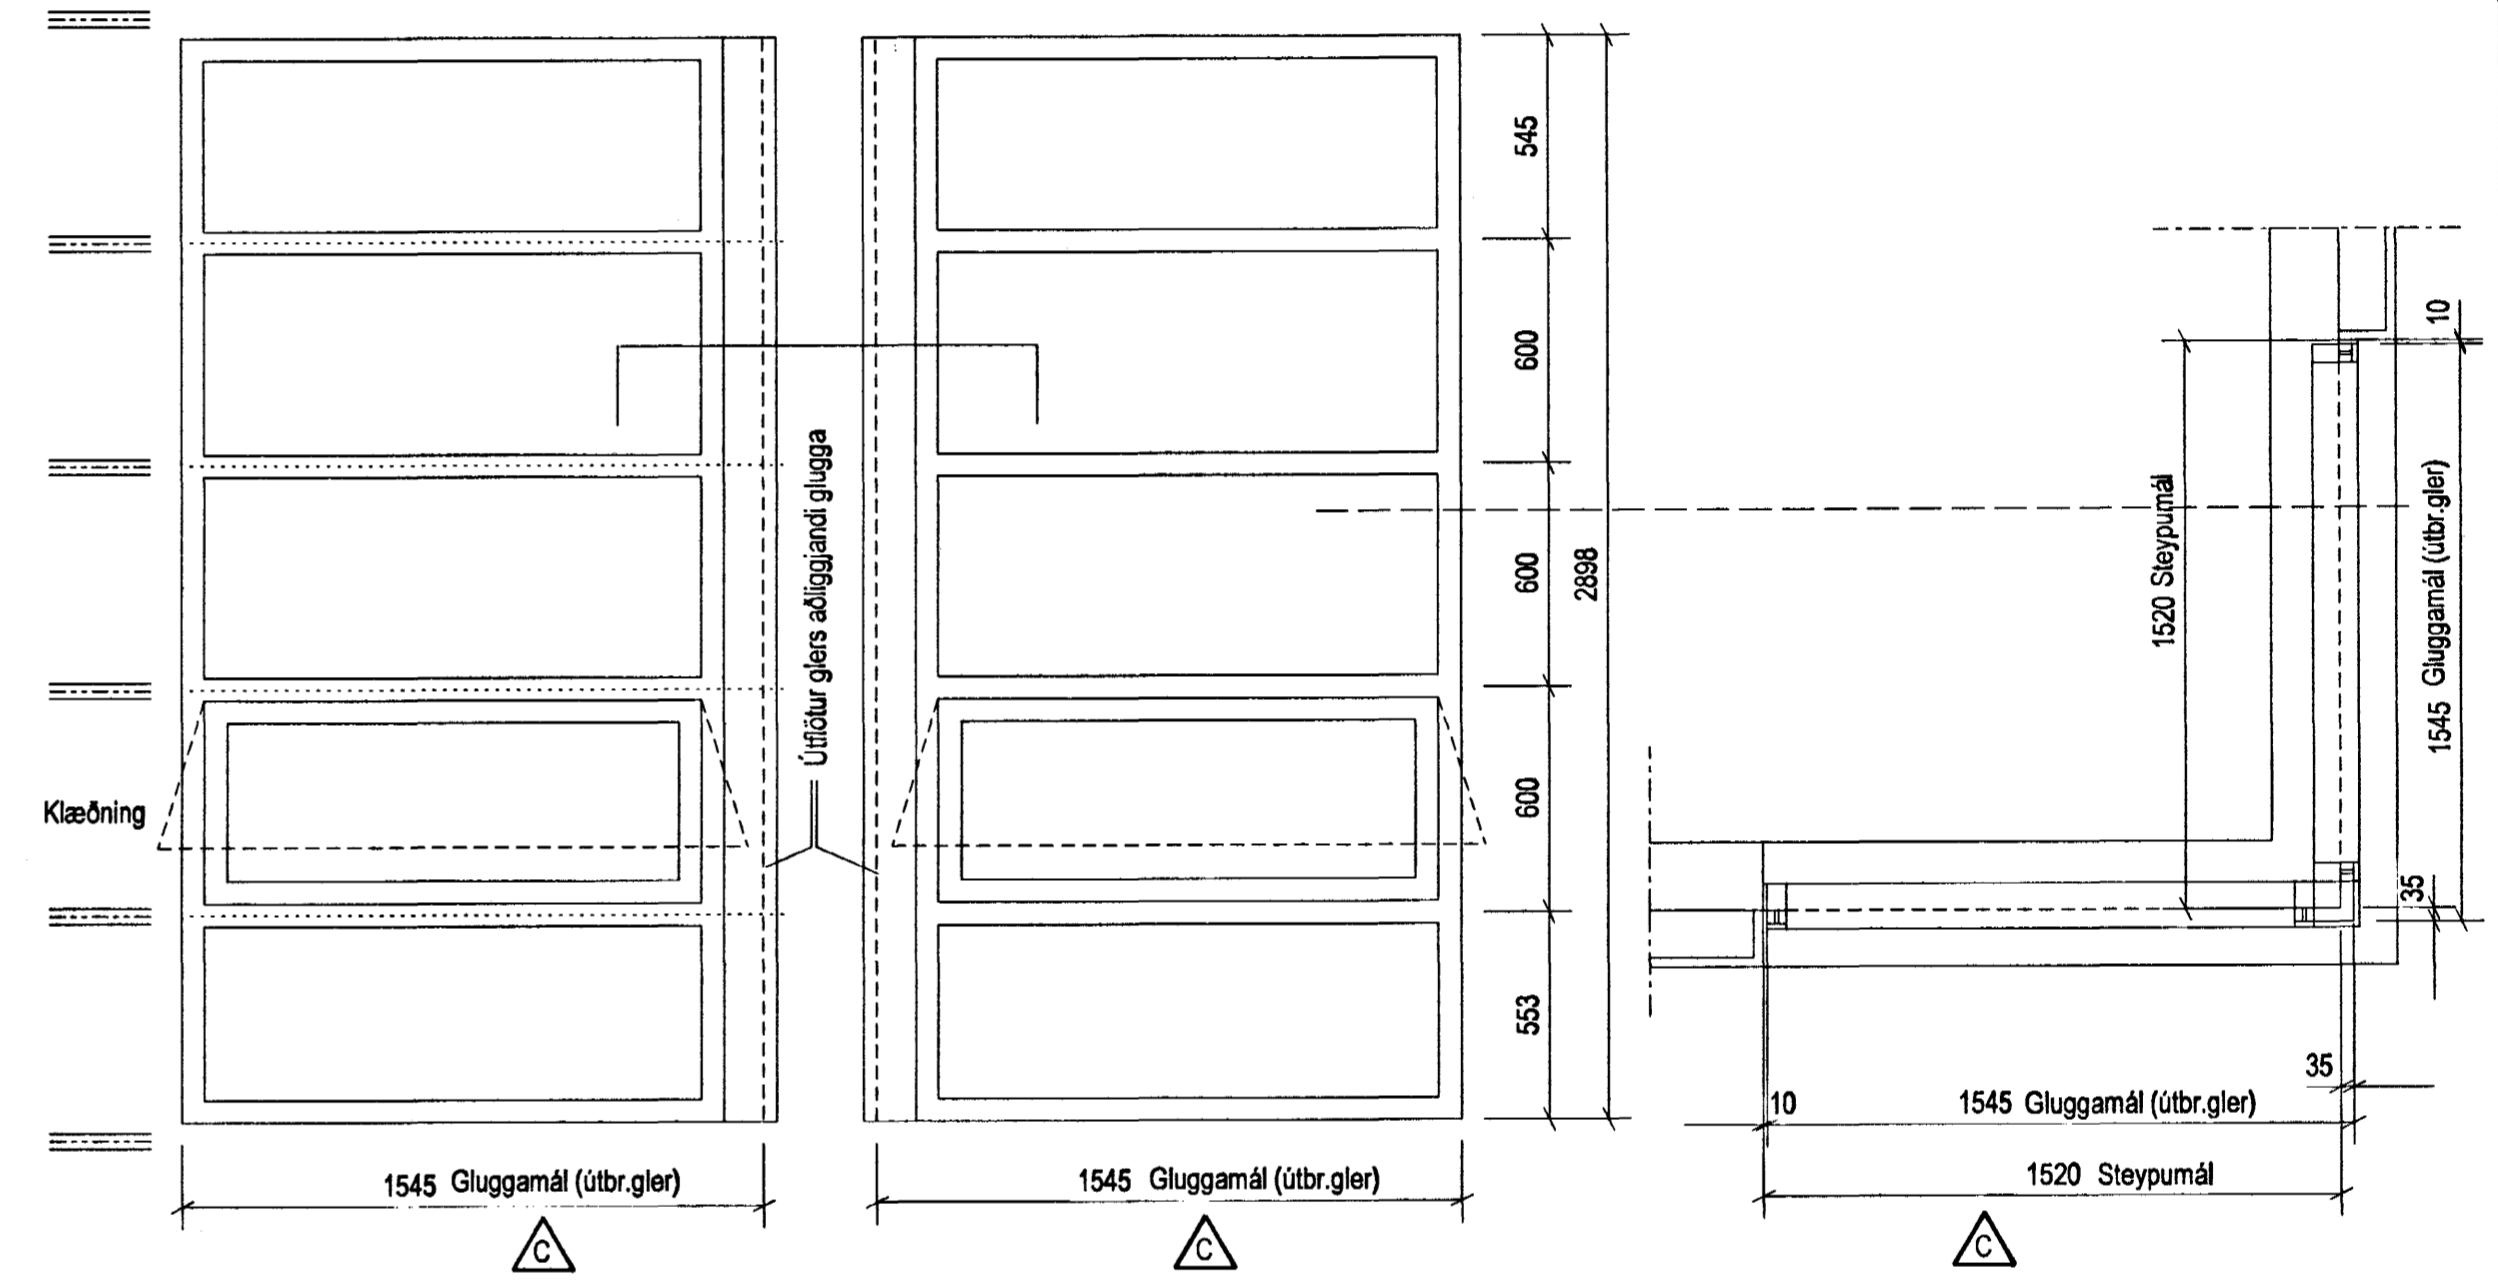 545
600
600
2898
600
553
Klæðning
Útflötur glers aðliggjandi glugga
1545 Gluggamál (útbr.gler)
C
1545 Gluggamál (útbr.gler)
C
10
1520 Steypumál
1545 Gluggamál (útbr.gler)
35
35
10
1545 Gluggamál (útbr.gler)
1520 Steypumál
C